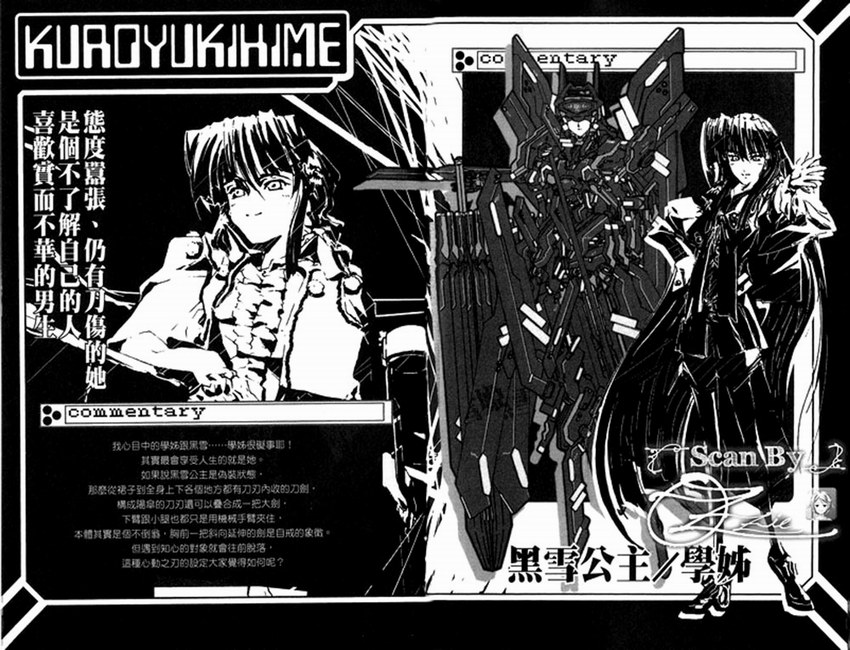 KUROYUKIHIME
commentary
態度囂張、仍有刀傷的她
是個不了解自己的人
喜歡實而不華的男生
commentary
我心目中的學姊跟黑雪……學姊很礙事耶!
其實最會享受人生的就是她。
如果說黑雪公主是偽裝狀態,
那麼從裙子到全身上下各個地方都有刀刃內收的刀劍,
構成陽傘的刀刃還可以疊合成一把大劍,
下臂跟小腿也都只是用機械手臂夾住,
本體其實是個不倒翁,胸前一把斜向延伸的劍是自戒的象徵。
但遇到知心的對象就會往前脫落,
這種心動之刃的設定大家覺得如何呢?
黑雪公主/學姊
Scan By